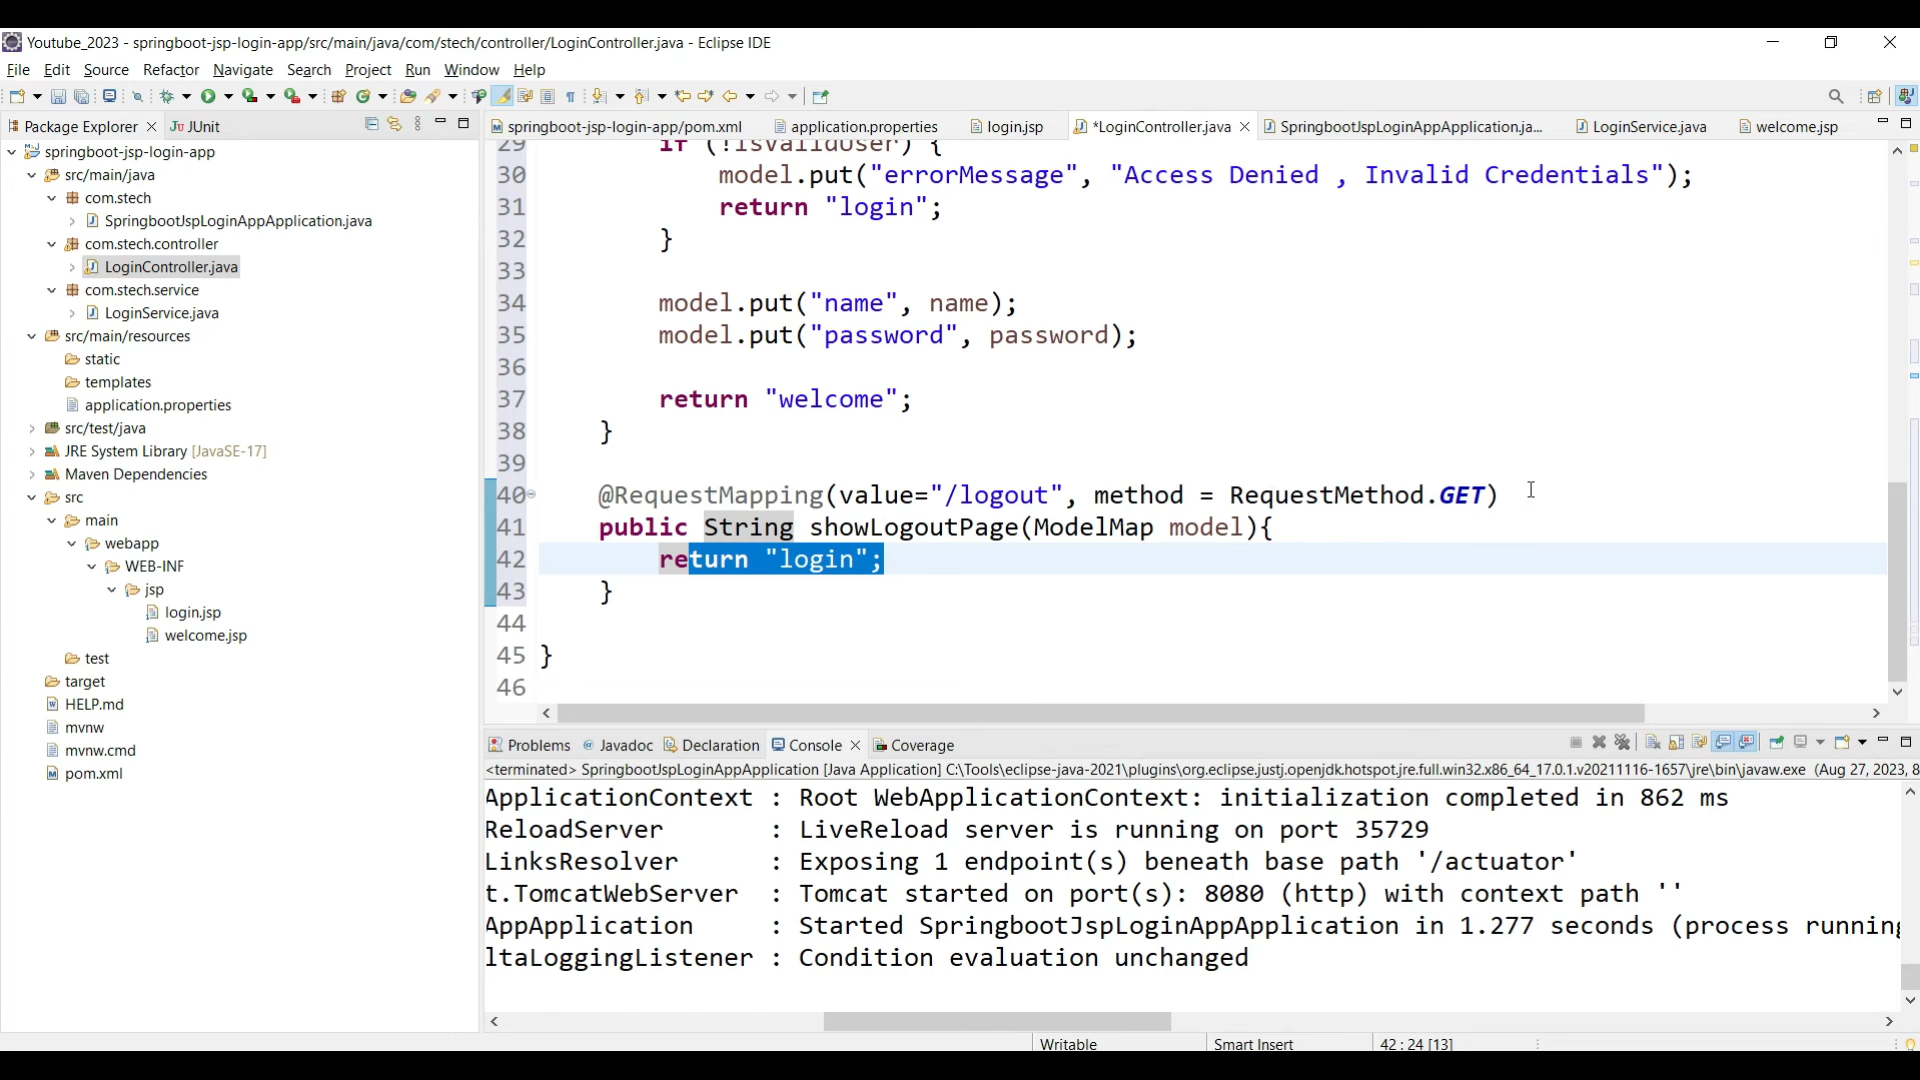 Youtube_2023 - springboot-jsp-login-app/src/main/java/com/stech/controller/LoginController.java - Eclipse IDE
File Edit Source Refactor Navigate Search Project Run Window Help
Package Explorer JUnit
springboot-jsp-login-app
src/main/java
com.stech
SpringbootJspLoginAppApplication.java
com.stech.controller
LoginController.java
com.stech.service
LoginService.java
src/main/resources
static
templates
application.properties
src/test/java
JRE System Library [JavaSE-17]
Maven Dependencies
src
main
webapp
WEB-INF
jsp
login.jsp
welcome.jsp
test
target
HELP.md
mvnw
mvnw.cmd
pom.xml
springboot-jsp-login-app/pom.xml application.properties login.jsp *LoginController.java SpringbootJspLoginAppApplication.ja... LoginService.java welcome.jsp
29 if (!isValidUser) {
30 model.put("errorMessage", "Access Denied , Invalid Credentials");
31 return "login";
32 }
33
34 model.put("name", name);
35 model.put("password", password);
36
37 return "welcome";
38 }
39
40 @RequestMapping(value="/logout", method = RequestMethod.GET)
41 public String showLogoutPage(ModelMap model){
42 return "login";
43 }
44
45 }
46
Problems Javadoc Declaration Console Coverage
<terminated> SpringbootJspLoginAppApplication [Java Application] C:\Tools\eclipse-java-2021\plugins\org.eclipse.justj.openjdk.hotspot.jre.full.win32.x86_64_17.0.1.v20211116-1657\jre\bin\javaw.exe (Aug 27, 2023, 8
ApplicationContext : Root WebApplicationContext: initialization completed in 862 ms
ReloadServer : LiveReload server is running on port 35729
LinksResolver : Exposing 1 endpoint(s) beneath base path '/actuator'
t.TomcatWebServer : Tomcat started on port(s): 8080 (http) with context path ''
AppApplication : Started SpringbootJspLoginAppApplication in 1.277 seconds (process running
ltaLoggingListener : Condition evaluation unchanged
Writable Smart Insert 42 : 24 [13]